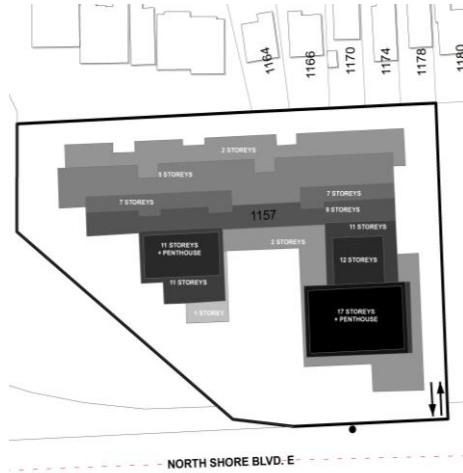 1164
1166
1170
1174
1178
1180
2 STOREYS
5 STOREYS
7 STOREYS
7 STOREYS
1157
9 STOREYS
11 STOREYS
+ PENTHOUSE
2 STOREYS
11 STOREYS
12 STOREYS
11 STOREYS
1 STOREY
17 STOREYS
+ PENTHOUSE
NORTH SHORE BLVD. E